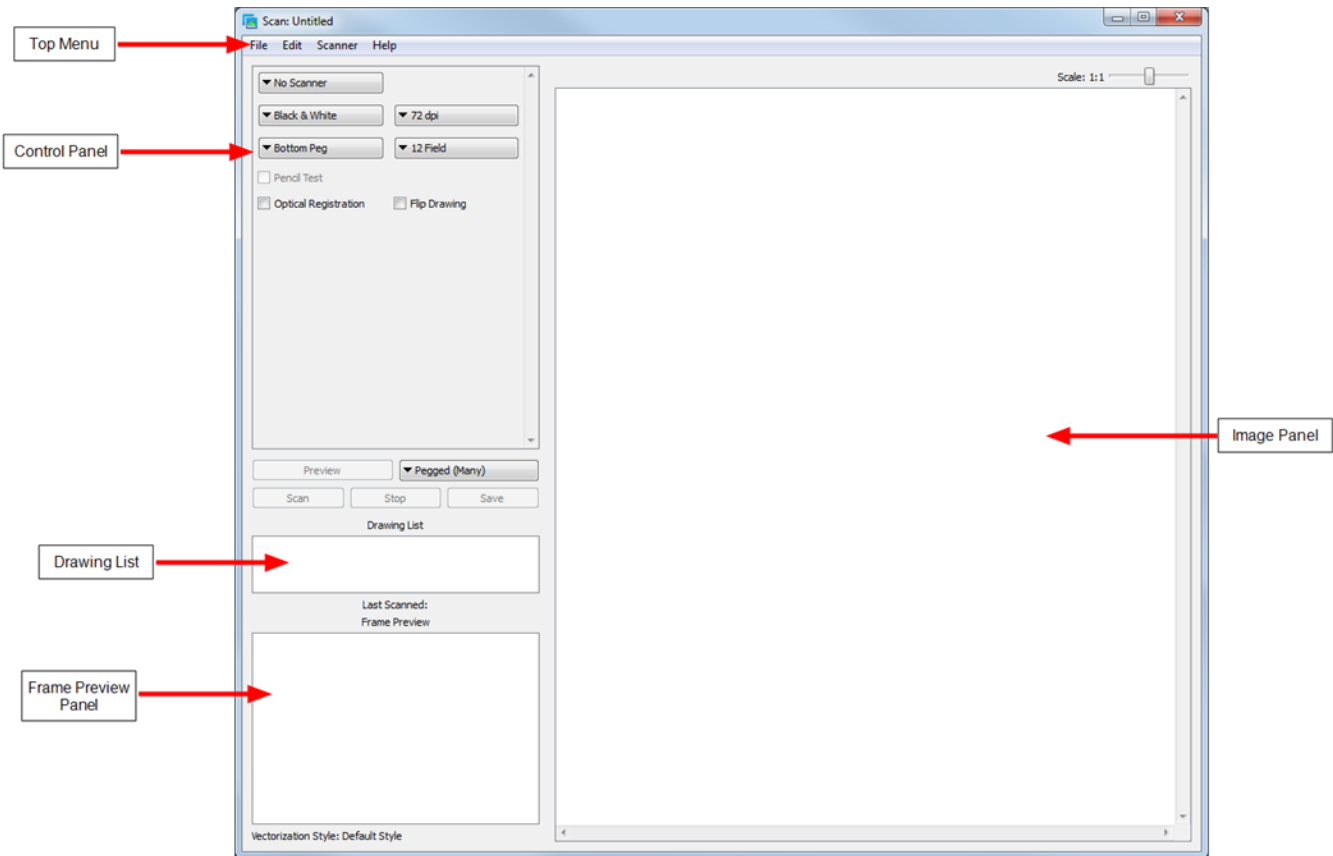 Scan: Untitled
Top Menu
File Edit Scanner Help
No Scanner
Scale: 1:1
Black & White 72 dpi
Control Panel
Bottom Peg 12 Field
Pencil Test
Optical Registration Flip Drawing
Image Panel
Preview Pegged (Many)
Scan Stop Save
Drawing List
Drawing List
Last Scanned:
Frame Preview
Frame Preview
Panel
Vectorization Style: Default Style